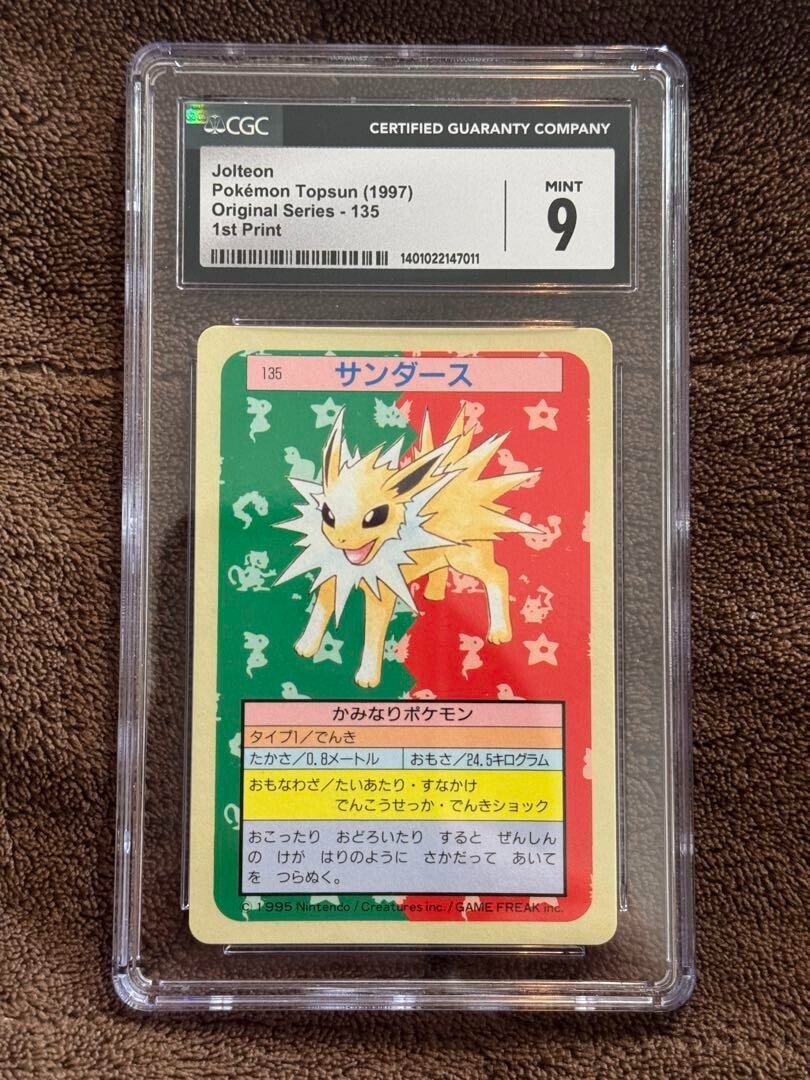 CGC
CERTIFIED GUARANTY COMPANY
Jolteon
Pokémon Topsun (1997)
Original Series - 135
1st Print
MINT
9
1401022147011
135
サンダース
かみなりポケモン
タイプ1/でんき
たかさ/0.8メートル
おもさ/24.5キログラム
おもなわざ/たいあたり・すなかけ
でんこうせっか・でんきショック
おこったり おどろいたり すると ぜんしん
の けが はりのように さかだって あいて
を つらぬく。
© 1995 Nintendo / Creatures inc. / GAME FREAK inc.